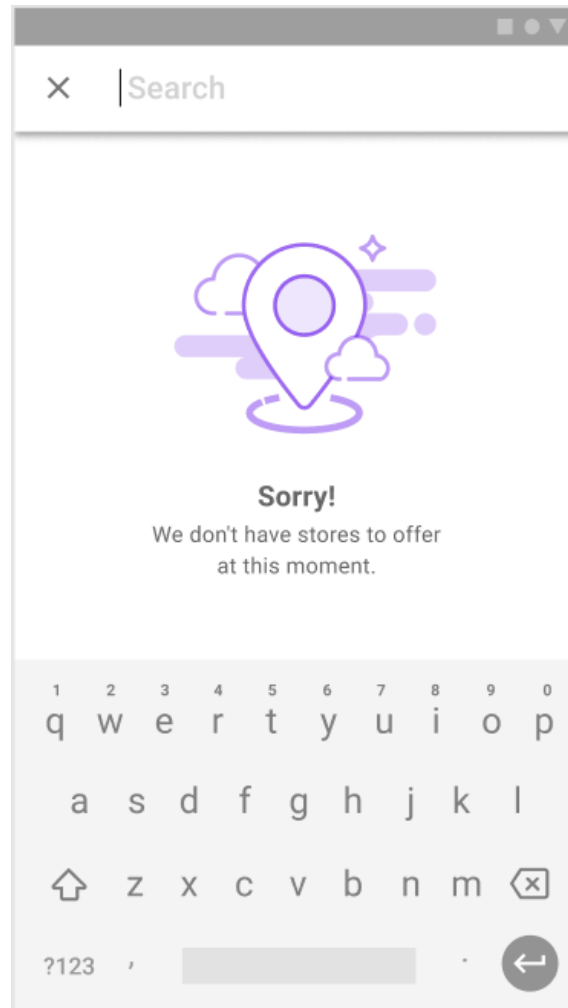 Search
Sorry!
We don't have stores to offer
at this moment.
1 2 3 4 5 6 7 8 9 0
q w e r t y u i o p
a s d f g h j k l
z x c v b n m
?123 , .